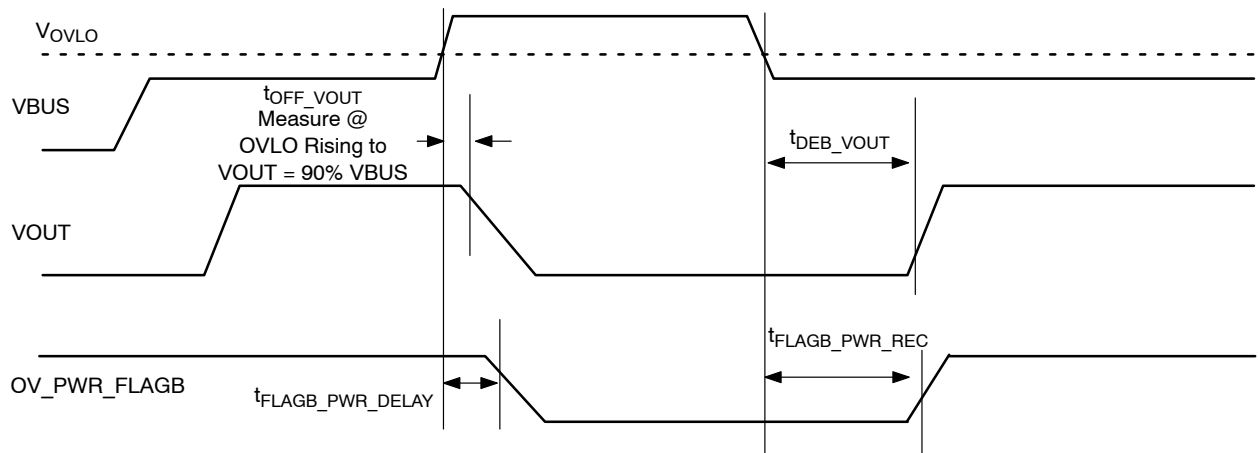 VOVLO
VBUS
tOFF_VOUT
Measure @
OVLO Rising to
VOUT = 90% VBUS
tDEB_VOUT
VOUT
tFLAGB_PWR_REC
OV_PWR_FLAGB
tFLAGB_PWR_DELAY